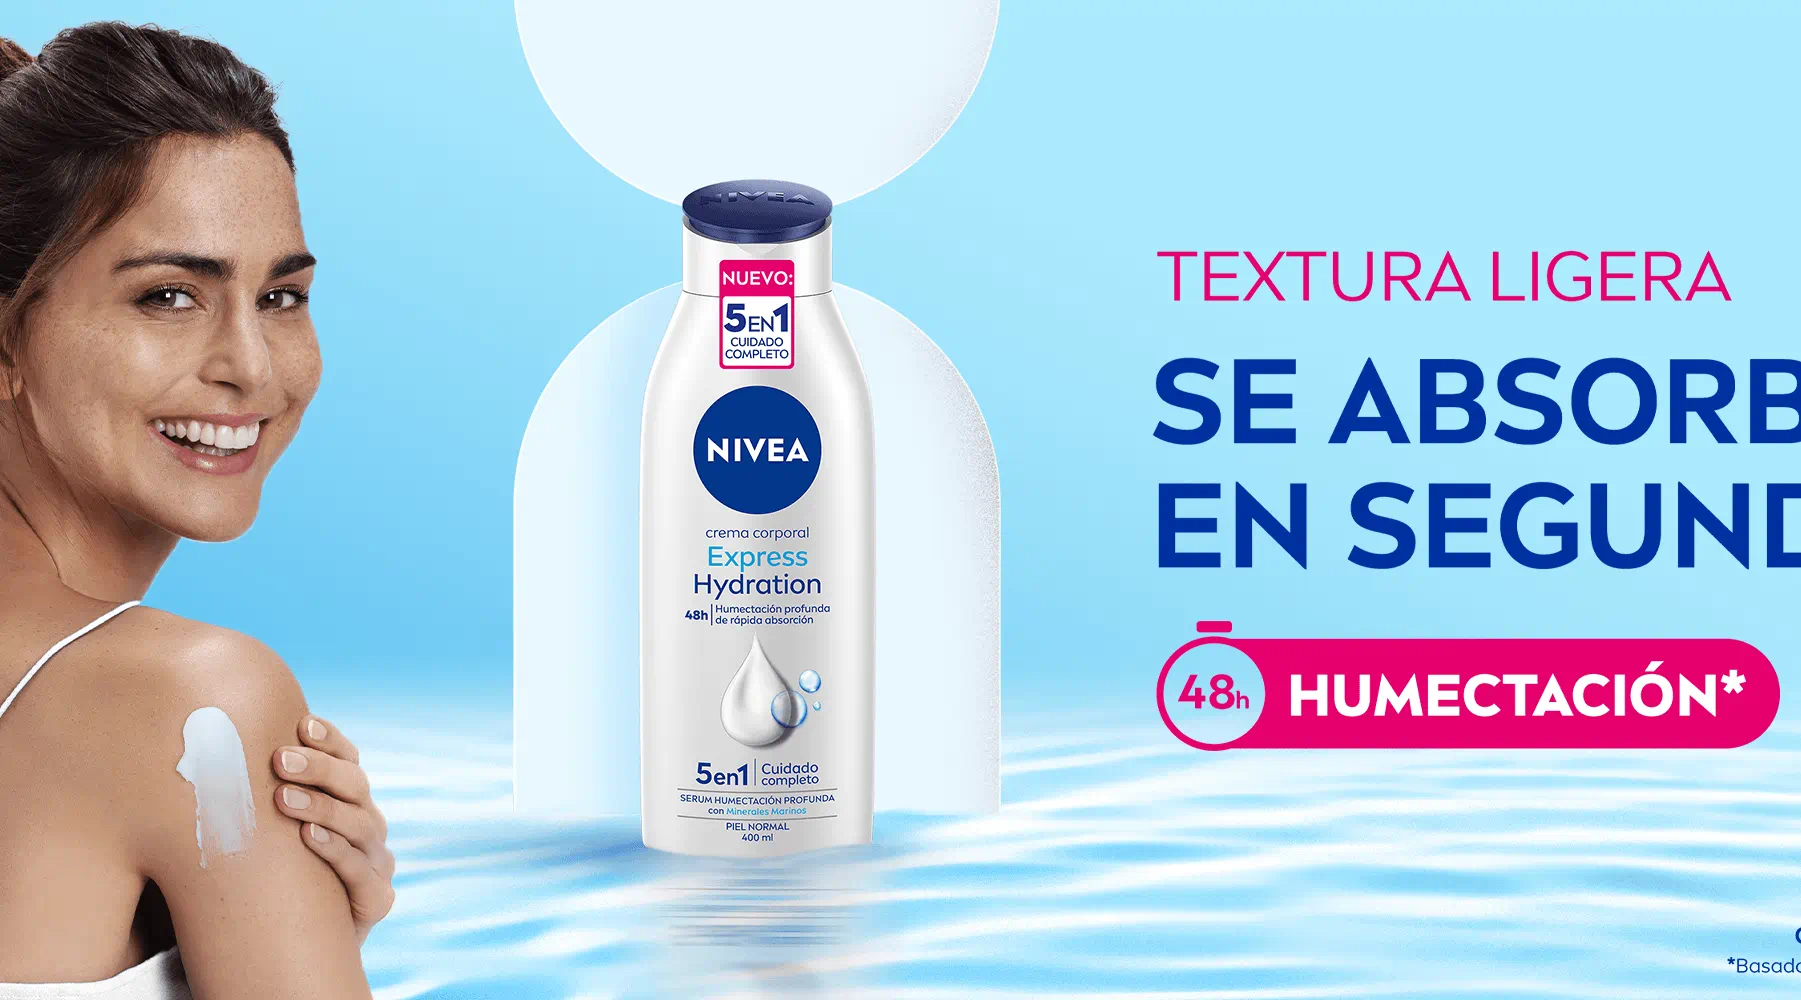 NIVEA
NUEVO:
5EN1
CUIDADO
COMPLETO
NIVEA
crema corporal
Express
Hydration
48h Humectación profunda
de rápida absorción
5en1 Cuidado
completo
SERUM HUMECTACIÓN PROFUNDA
con Minerales Marinos
PIEL NORMAL
400 ml
TEXTURA LIGERA
SE ABSORB
EN SEGUND
48h HUMECTACIÓN*
*Basad